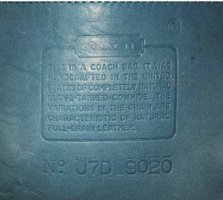 COACH
THIS IS A COACH BAG. IT WAS
HANDCRAFTED IN THE UNITED
STATES OF COMPLETELY NATURAL
GLOVE-TANNED COWHIDE. THE
VARIATIONS IN THE GRAIN ARE
CHARACTERISTIC OF NATURAL
FULL-GRAIN LEATHER.
Nº J7D-9020